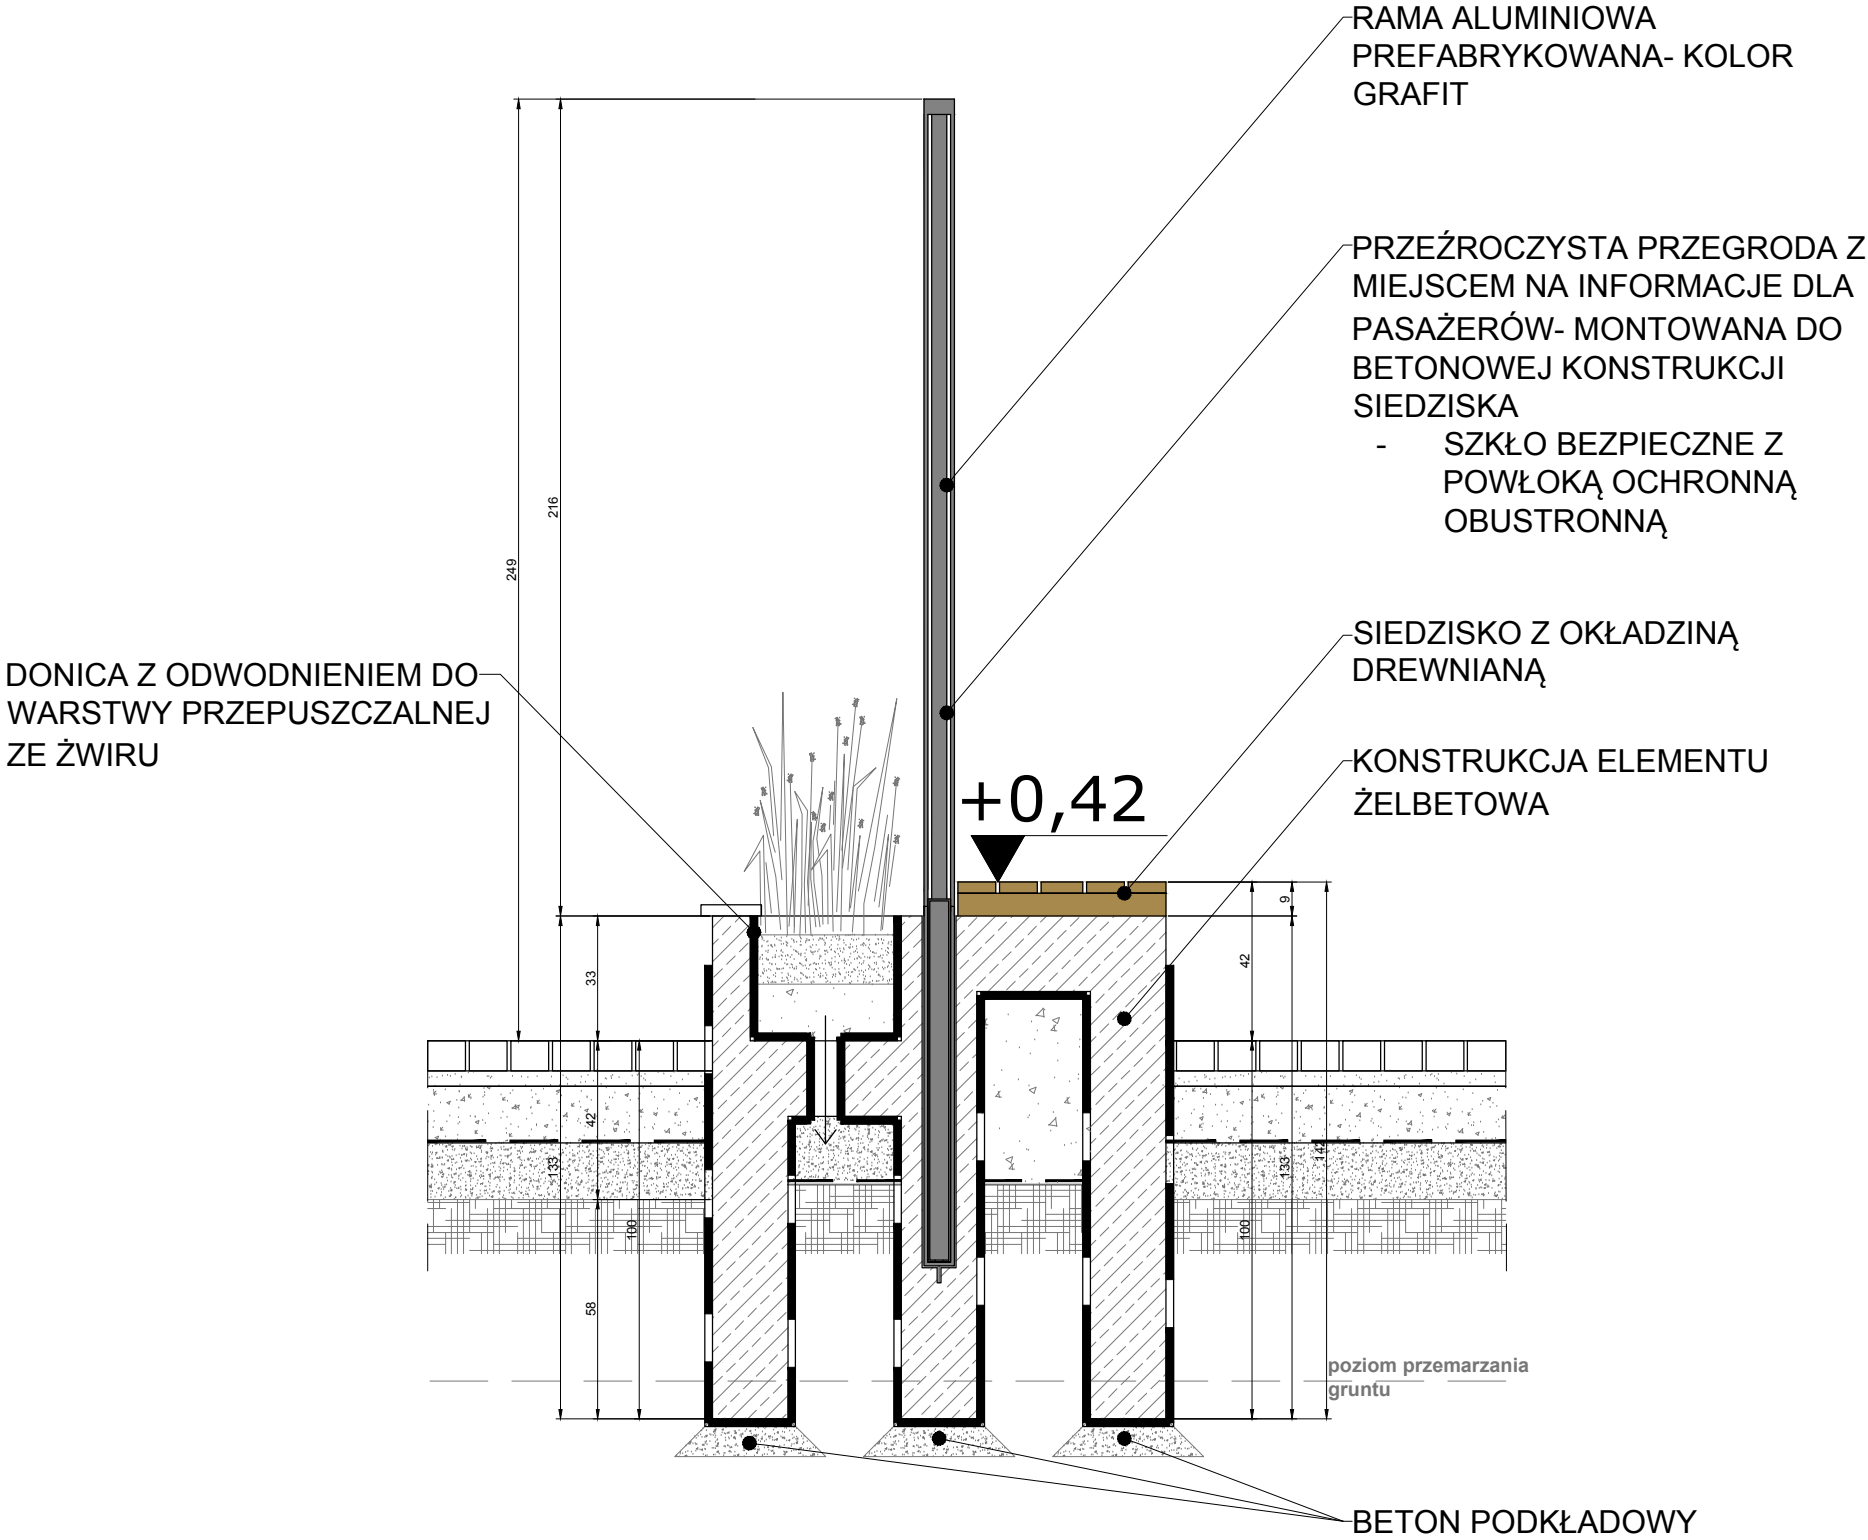 RAMA ALUMINIOWA
PREFABRYKOWANA- KOLOR
GRAFIT
PRZEŹROCZYSTA PRZEGRODA Z
MIEJSCEM NA INFORMACJE DLA
PASAŻERÓW- MONTOWANA DO
BETONOWEJ KONSTRUKCJI
SIEDZISKA
- SZKŁO BEZPIECZNE Z
POWŁOKĄ OCHRONNĄ
OBUSTRONNĄ
216
249
SIEDZISKO Z OKŁADZINĄ
DREWNIANĄ
DONICA Z ODWODNIENIEM DO
WARSTWY PRZEPUSZCZALNEJ
ZE ŻWIRU
KONSTRUKCJA ELEMENTU
ŻELBETOWA
+0,42
9
42
33
42
133
100
58
133
142
100
poziom przemarzania
gruntu
BETON PODKŁADOWY